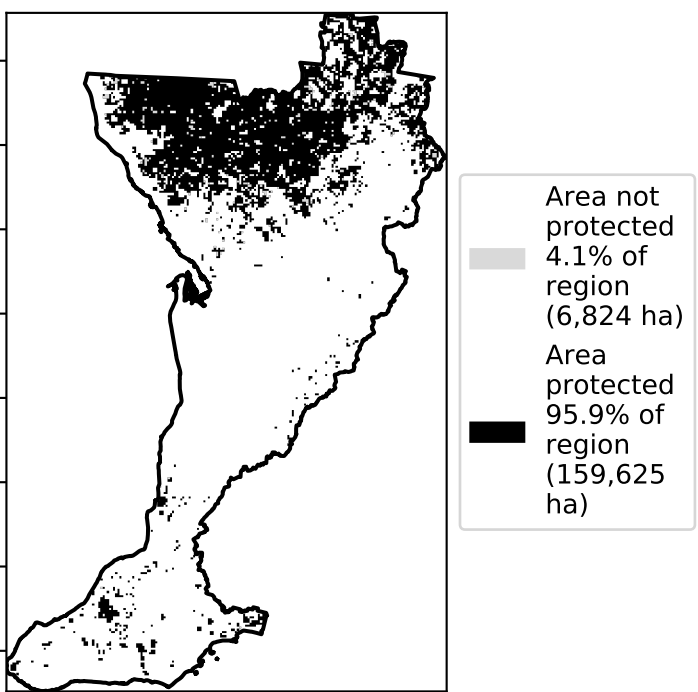 Area not
protected
4.1% of
region
(6,824 ha)
Area
protected
95.9% of
region
(159,625
ha)